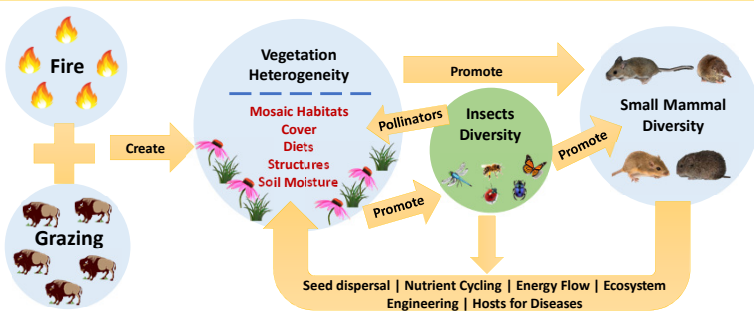 Fire
Grazing
Create
Vegetation
Heterogeneity
Mosaic Habitats
Cover
Diets
Structures
Soil Moisture
Promote
Pollinators
Promote
Insects
Diversity
Promote
Small Mammal
Diversity
Seed dispersal | Nutrient Cycling | Energy Flow | Ecosystem
Engineering | Hosts for Diseases